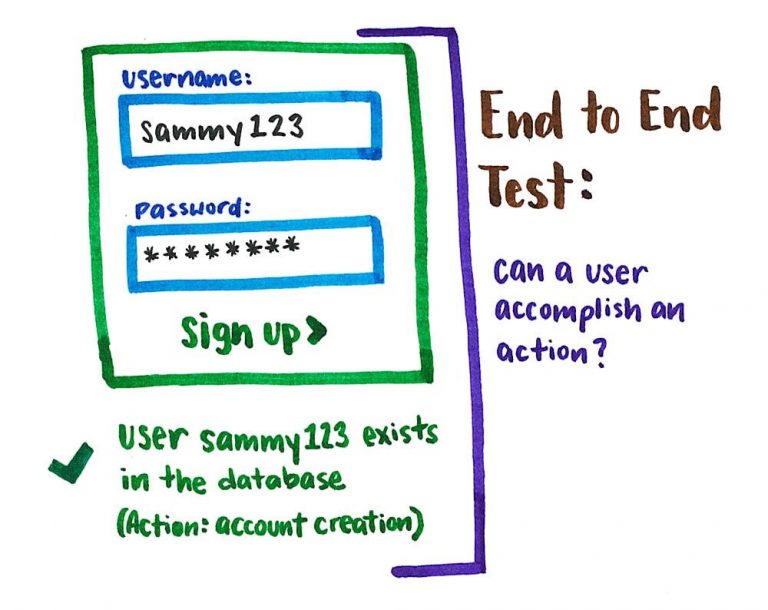 username:
sammy123
password:
********
sign up >
user sammy123 exists
in the database
(Action: account creation)
End to End
Test:
can a user
accomplish an
action?